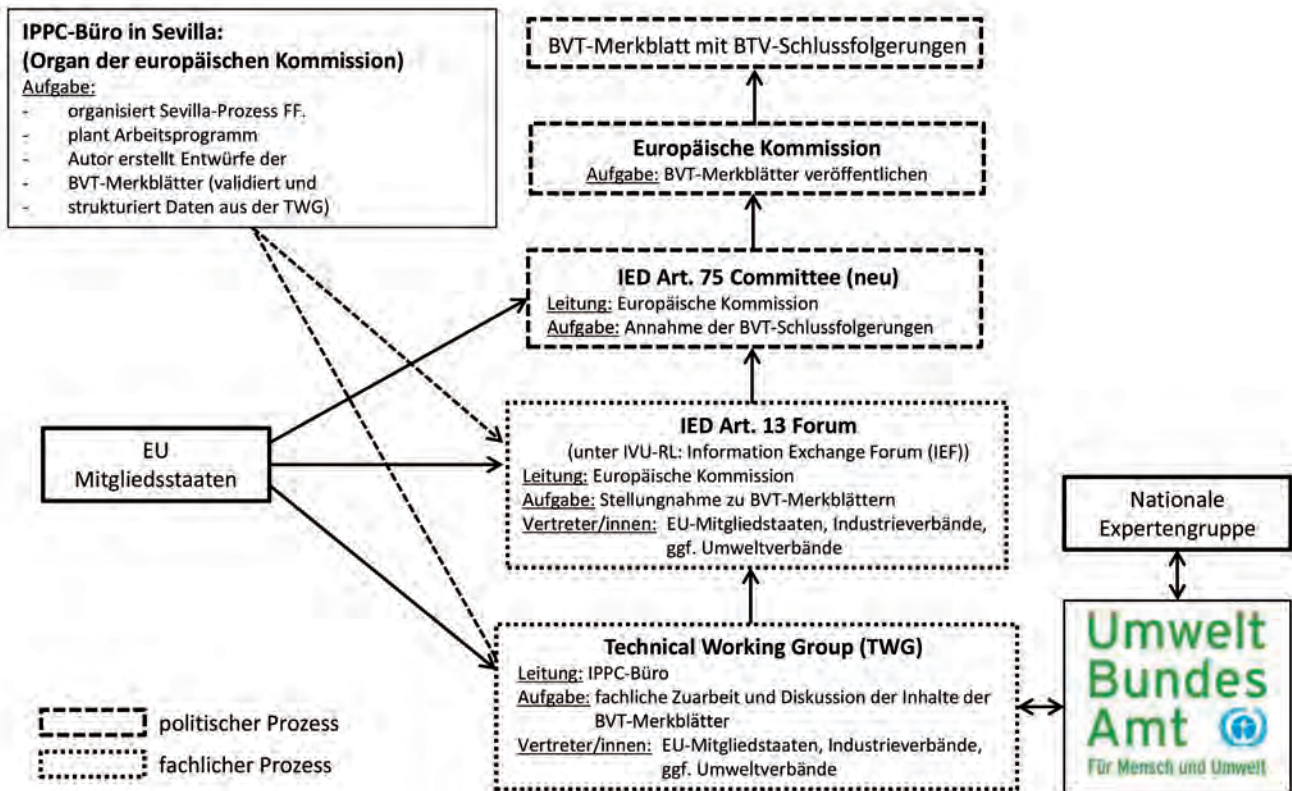 IPPC-Büro in Sevilla:
(Organ der europäischen Kommission)
Aufgabe:
- organisiert Sevilla-Prozess FF.
- plant Arbeitsprogramm
- Autor erstellt Entwürfe der
- BVT-Merkblätter (validiert und
- strukturiert Daten aus der TWG)
BVT-Merkblatt mit BTV-Schlussfolgerungen
Europäische Kommission
Aufgabe: BVT-Merkblätter veröffentlichen
IED Art. 75 Committee (neu)
Leitung: Europäische Kommission
Aufgabe: Annahme der BVT-Schlussfolgerungen
EU
Mitgliedsstaaten
IED Art. 13 Forum
(unter IVU-RL: Information Exchange Forum (IEF))
Leitung: Europäische Kommission
Aufgabe: Stellungnahme zu BVT-Merkblättern
Vertreter/innen: EU-Mitgliedstaaten, Industrieverbände,
ggf. Umweltverbände
Nationale
Expertengruppe
Technical Working Group (TWG)
Leitung: IPPC-Büro
Aufgabe: fachliche Zuarbeit und Diskussion der Inhalte der
BVT-Merkblätter
Vertreter/innen: EU-Mitgliedstaaten, Industrieverbände,
ggf. Umweltverbände
Umwelt
Bundes
Amt
Für Mensch und Umwelt
politischer Prozess
fachlicher Prozess